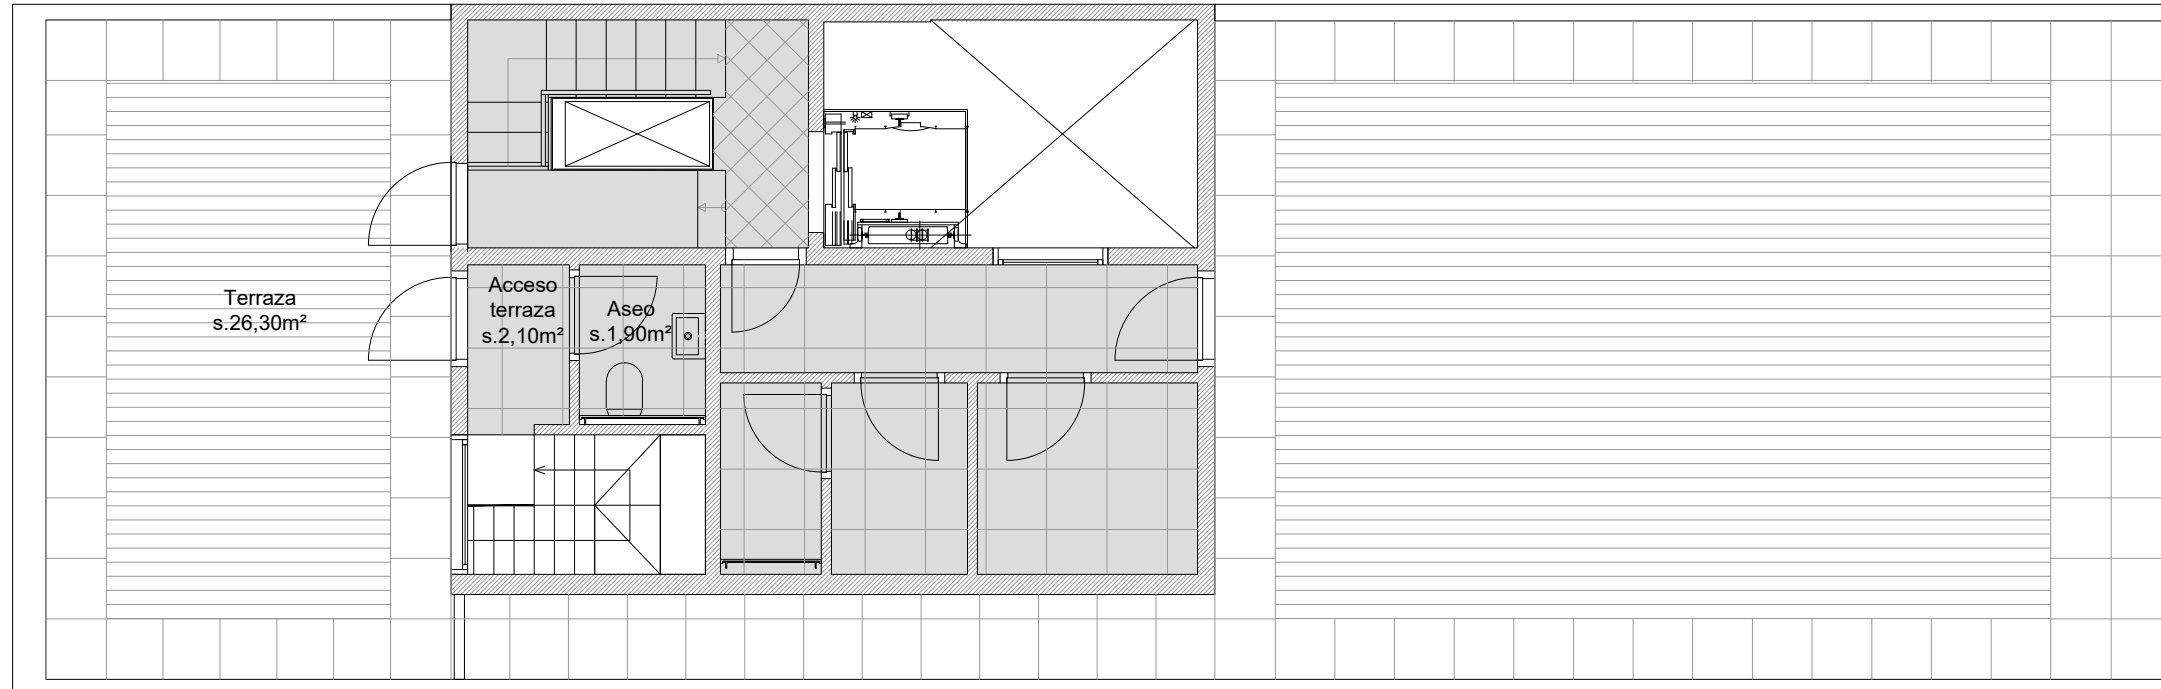 Terraza
s.26,30m²
Acceso
terraza
s.2,10m²
Aseo
s.1,90m²